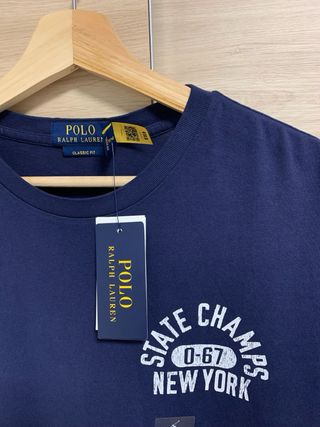 POLO
RALPH LAUREN
CLASSIC FIT
POLO
RALPH LAUREN
STATE CHAMPS
0-67
NEW YORK